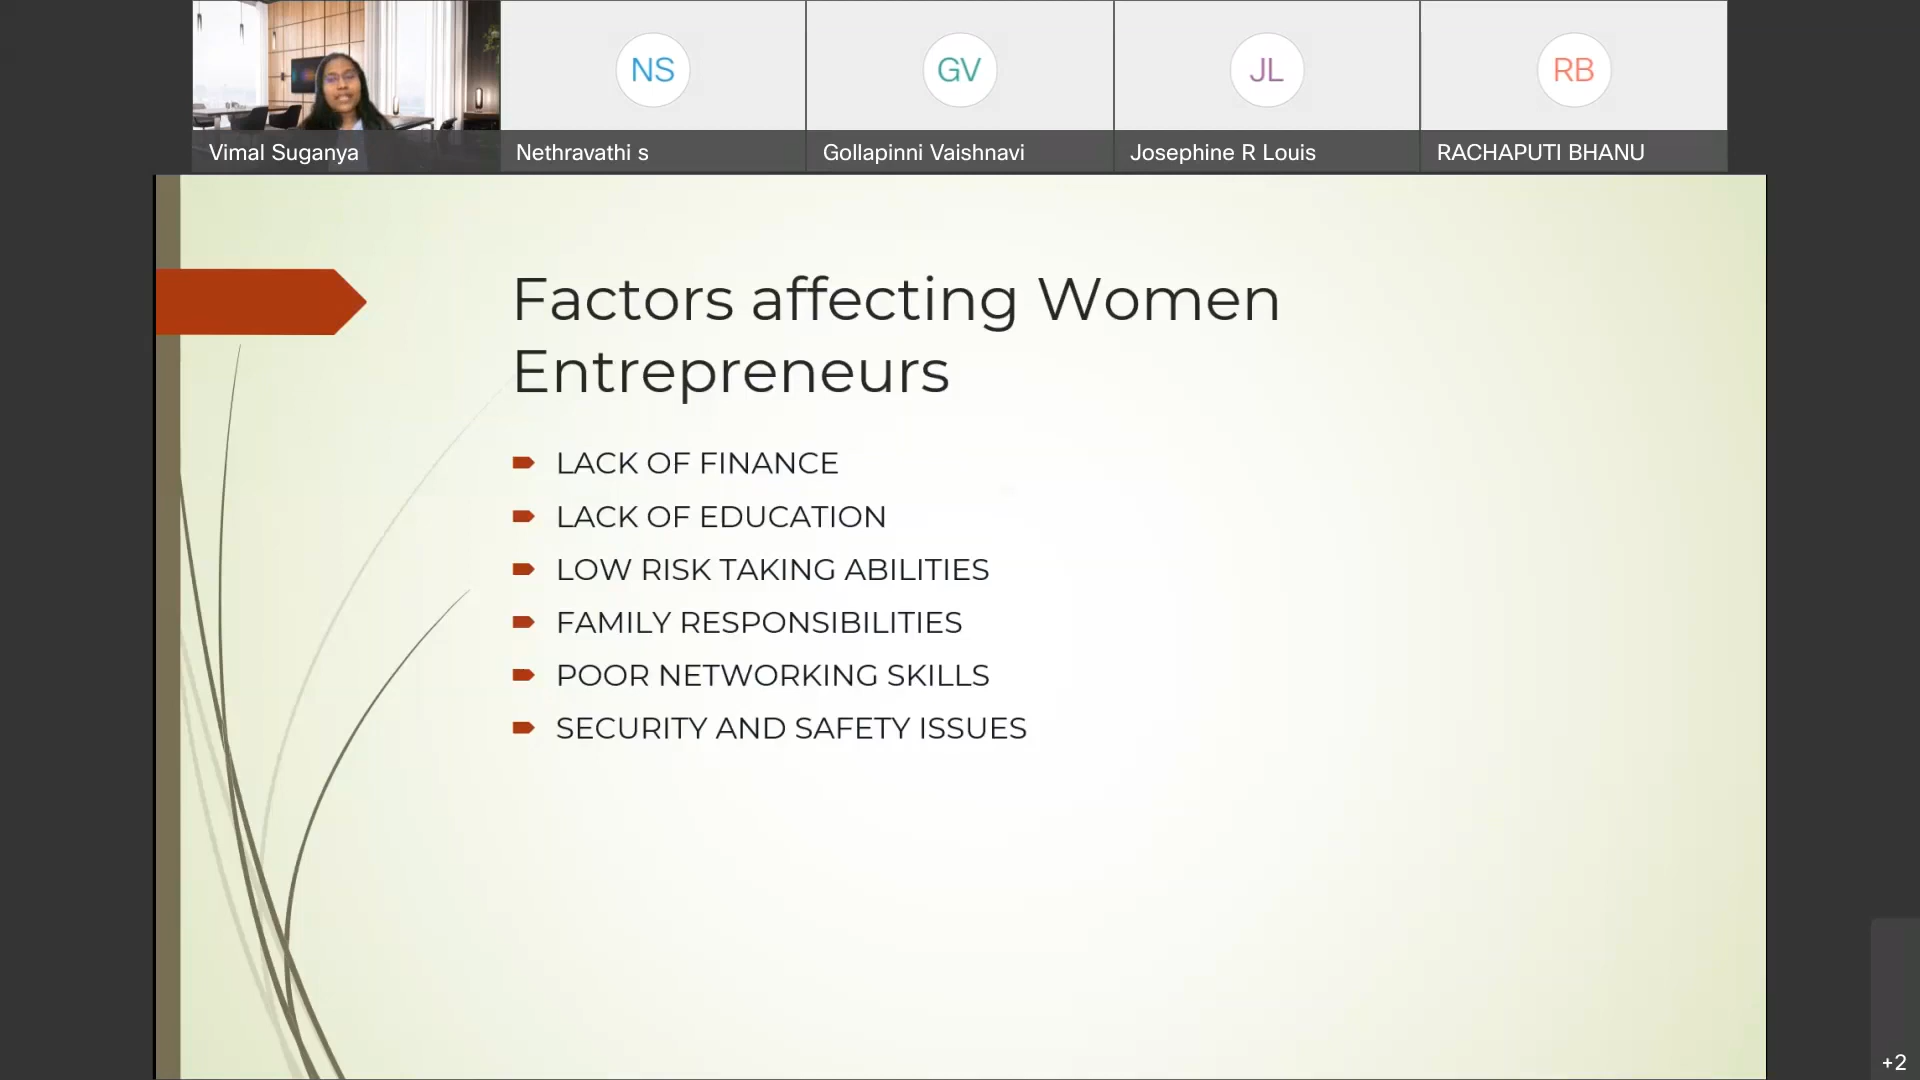 NS
GV
JL
RB
Vimal Suganya
Nethravathi s
Gollapinni Vaishnavi
Josephine R Louis
RACHAPUTI BHANU
Factors affecting Women
Entrepreneurs
LACK OF FINANCE
LACK OF EDUCATION
LOW RISK TAKING ABILITIES
FAMILY RESPONSIBILITIES
POOR NETWORKING SKILLS
SECURITY AND SAFETY ISSUES
+2